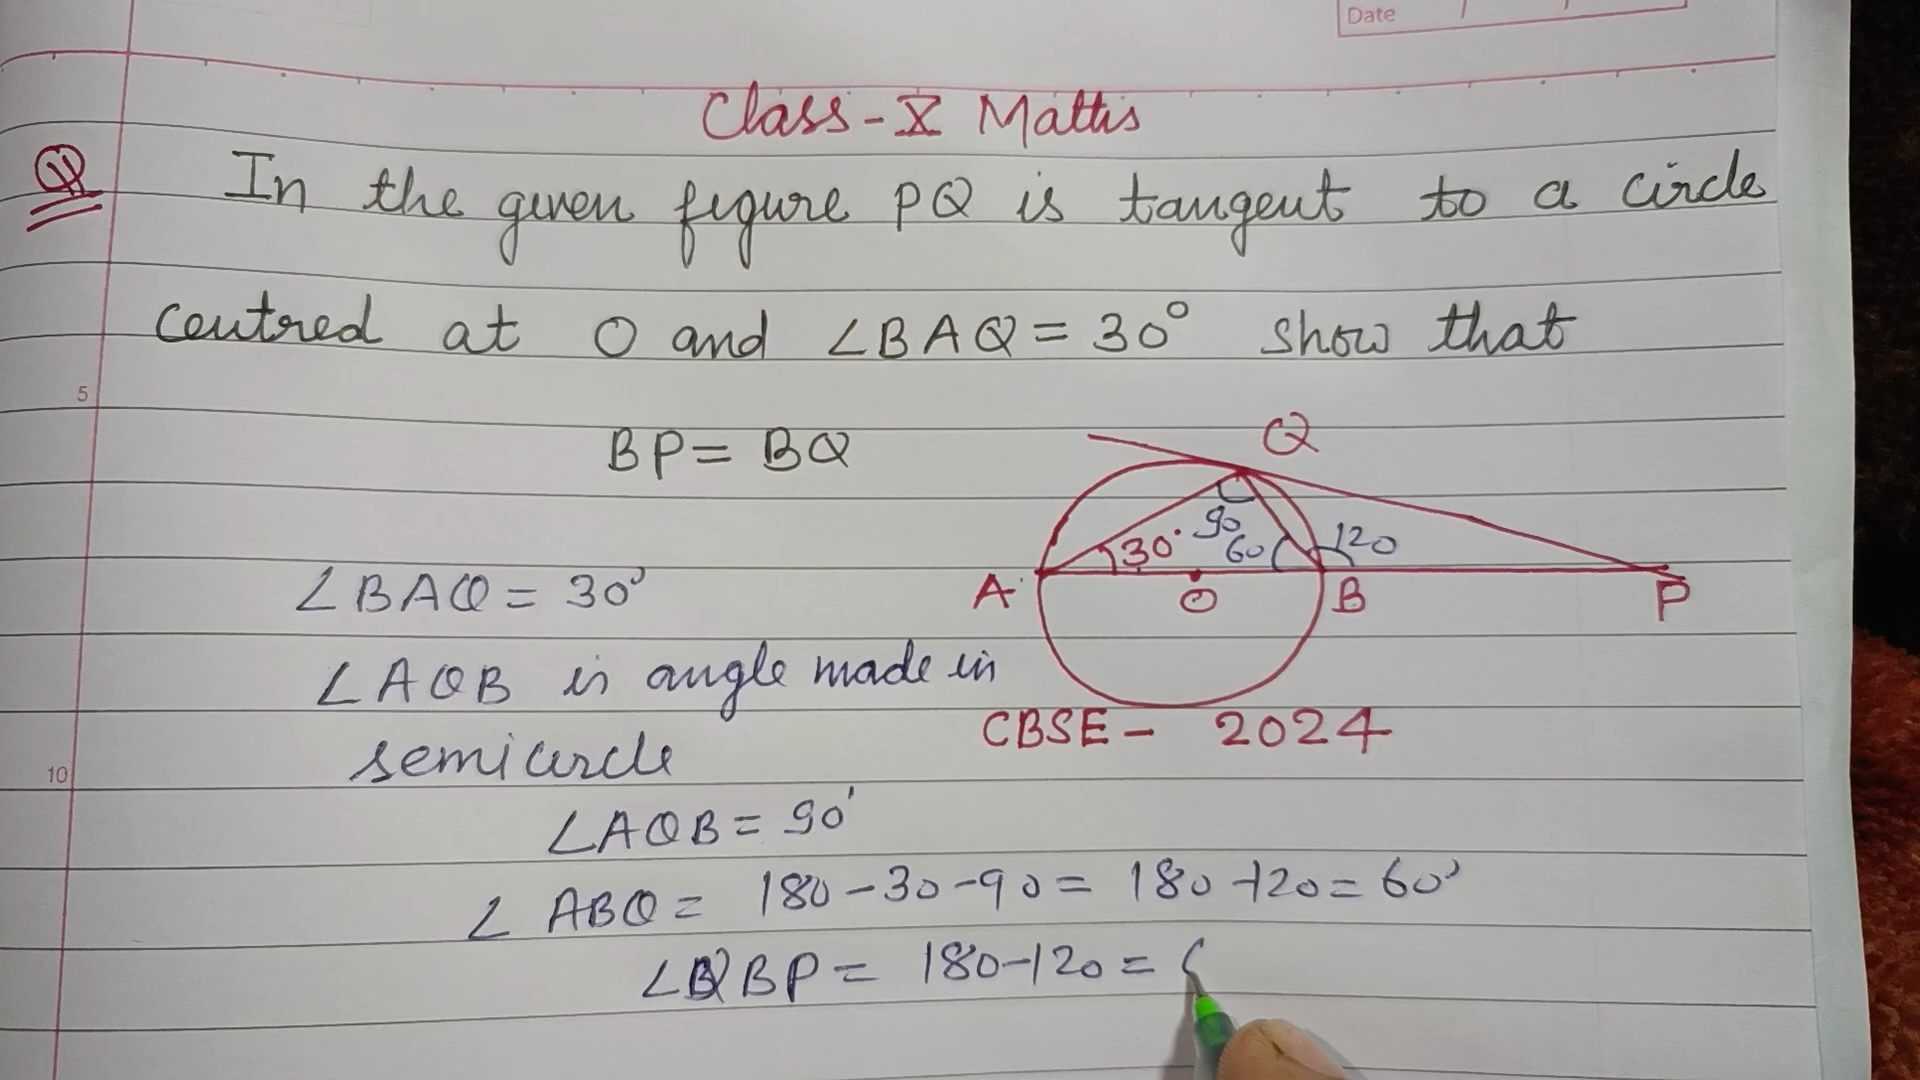 Date
Class-X Maths
Q In the given figure PQ is tangent to a circle
centred at O and ∠BAQ = 30° show that
5
BP = BQ
Q
90
30°
60
120
A
O
B
P
∠BAQ = 30°
∠AQB is angle made in
semicircle
CBSE - 2024
10
∠AQB = 90°
∠ABQ = 180-30-90 = 180-120 = 60°
∠QBP = 180-120 =